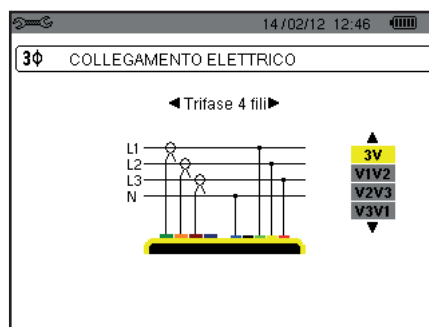 14/02/12 12:46
3ϕ COLLEGAMENTO ELETTRICO
◄Trifase 4 fili►
L1
L2
L3
N
3V
V1V2
V2V3
V3V1